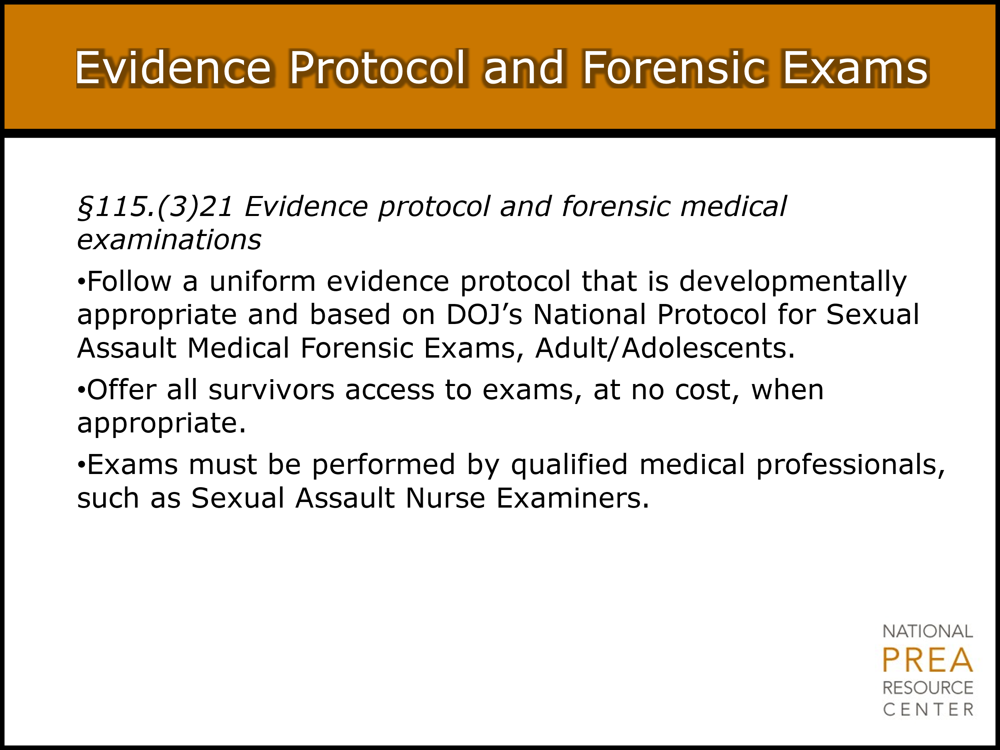 Evidence Protocol and Forensic Exams
§115.(3)21 Evidence protocol and forensic medical
examinations
•Follow a uniform evidence protocol that is developmentally
appropriate and based on DOJ’s National Protocol for Sexual
Assault Medical Forensic Exams, Adult/Adolescents.
•Offer all survivors access to exams, at no cost, when
appropriate.
•Exams must be performed by qualified medical professionals,
such as Sexual Assault Nurse Examiners.
NATIONAL
PREA
RESOURCE
CENTER